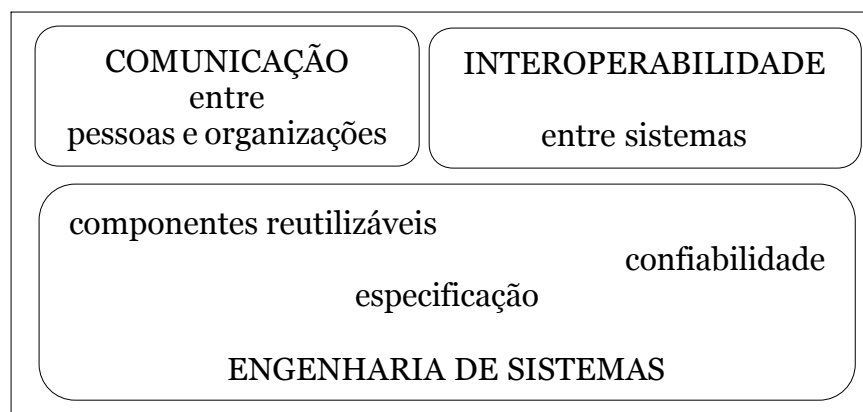 COMUNICAÇÃO
entre
pessoas e organizações
INTEROPERABILIDADE
entre sistemas
componentes reutilizáveis
confiabilidade
especificação
ENGENHARIA DE SISTEMAS